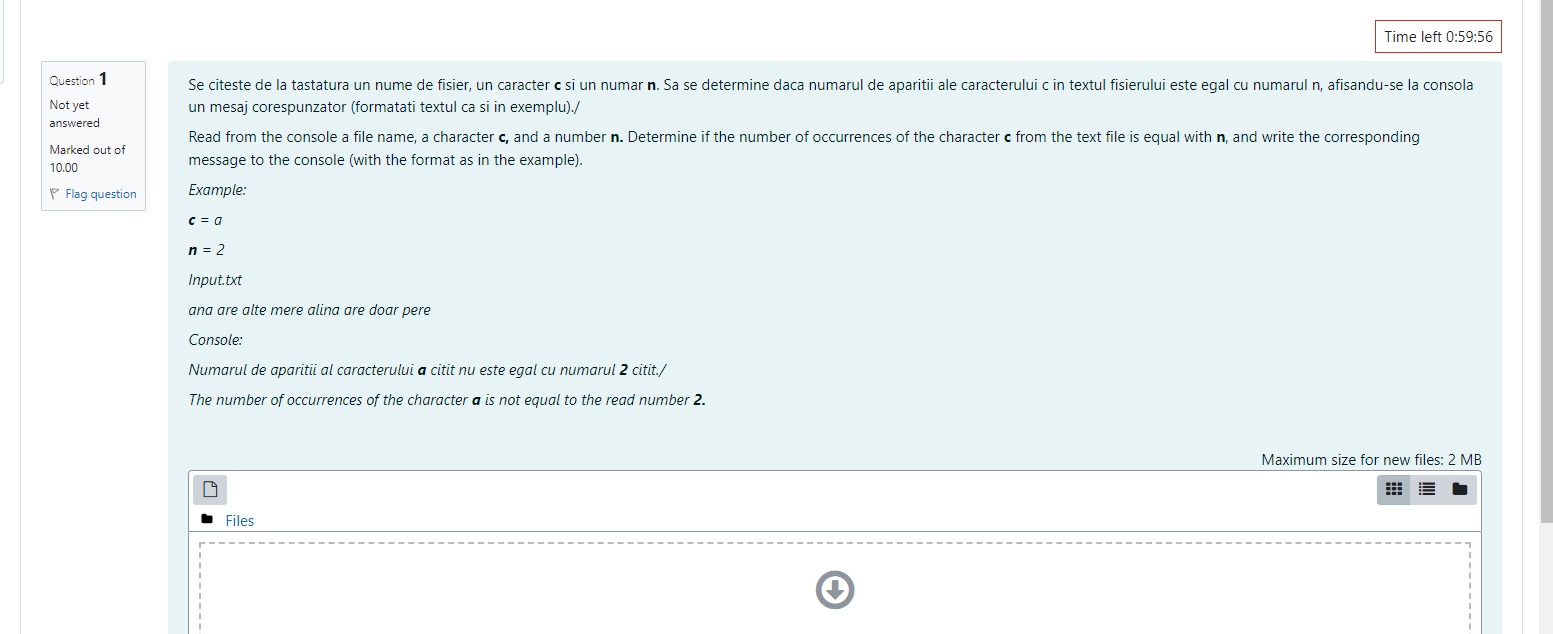 Time left 0:59:56
Question 1
Not yet
answered
Marked out of
10.00
Flag question
Se citeste de la tastatura un nume de fisier, un caracter c si un numar n. Sa se determine daca numarul de aparitii ale caracterului c in textul fisierului este egal cu numarul n, afisandu-se la consola
un mesaj corespunzator (formatati textul ca si in exemplu)./
Read from the console a file name, a character c, and a number n. Determine if the number of occurrences of the character c from the text file is equal with n, and write the corresponding
message to the console (with the format as in the example).
Example:
c = a
n = 2
Input.txt
ana are alte mere alina are doar pere
Console:
Numarul de aparitii al caracterului a citit nu este egal cu numarul 2 citit./
The number of occurrences of the character a is not equal to the read number 2.
Maximum size for new files: 2 MB
Files